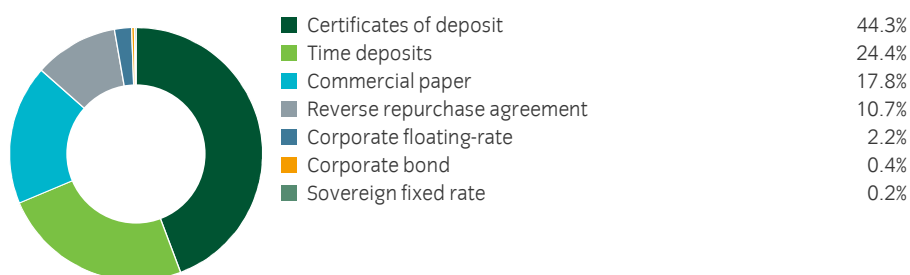 Certificates of deposit 44.3%
Time deposits 24.4%
Commercial paper 17.8%
Reverse repurchase agreement 10.7%
Corporate floating-rate 2.2%
Corporate bond 0.4%
Sovereign fixed rate 0.2%